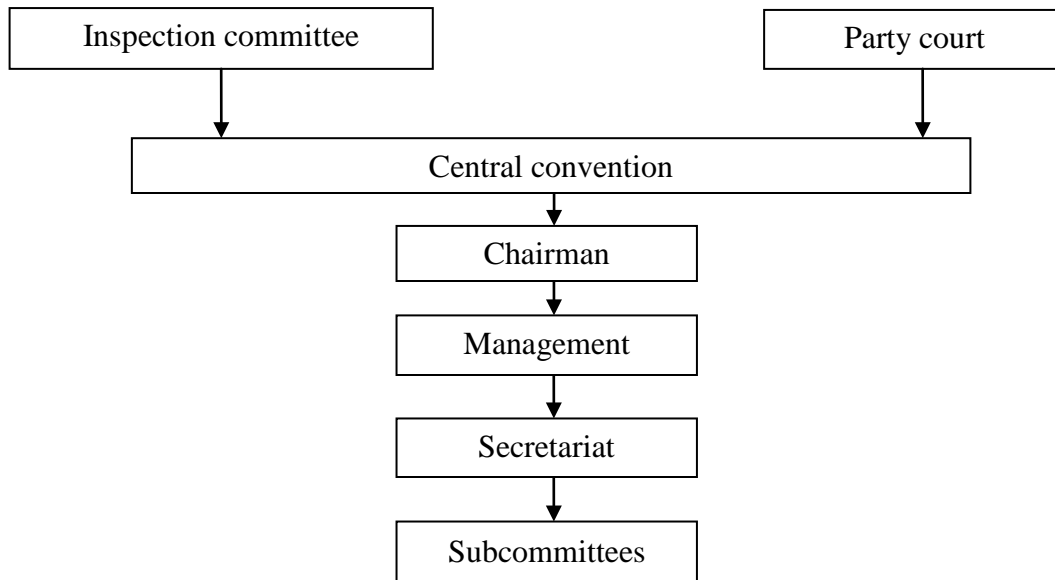 Inspection committee
Party court
Central convention
Chairman
Management
Secretariat
Subcommittees